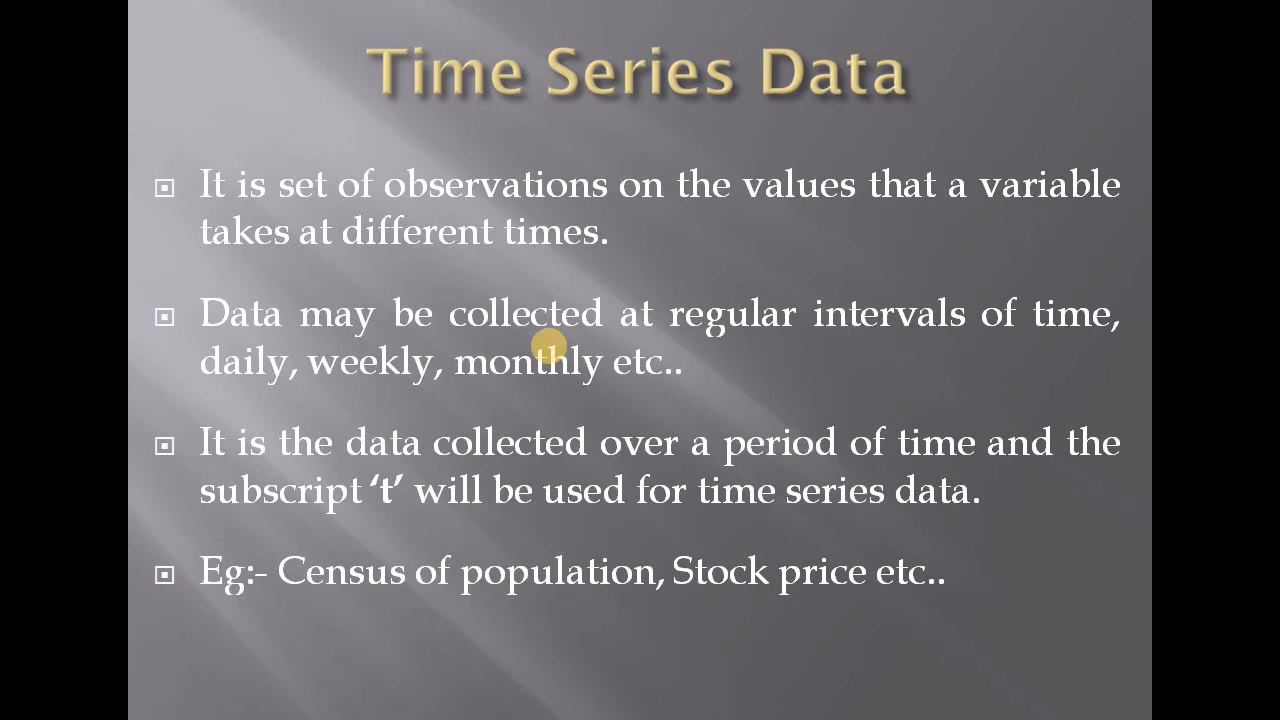 Time Series Data
It is set of observations on the values that a variable
takes at different times.
Data may be collected at regular intervals of time,
daily, weekly, monthly etc..
It is the data collected over a period of time and the
subscript ‘t’ will be used for time series data.
Eg:- Census of population, Stock price etc..